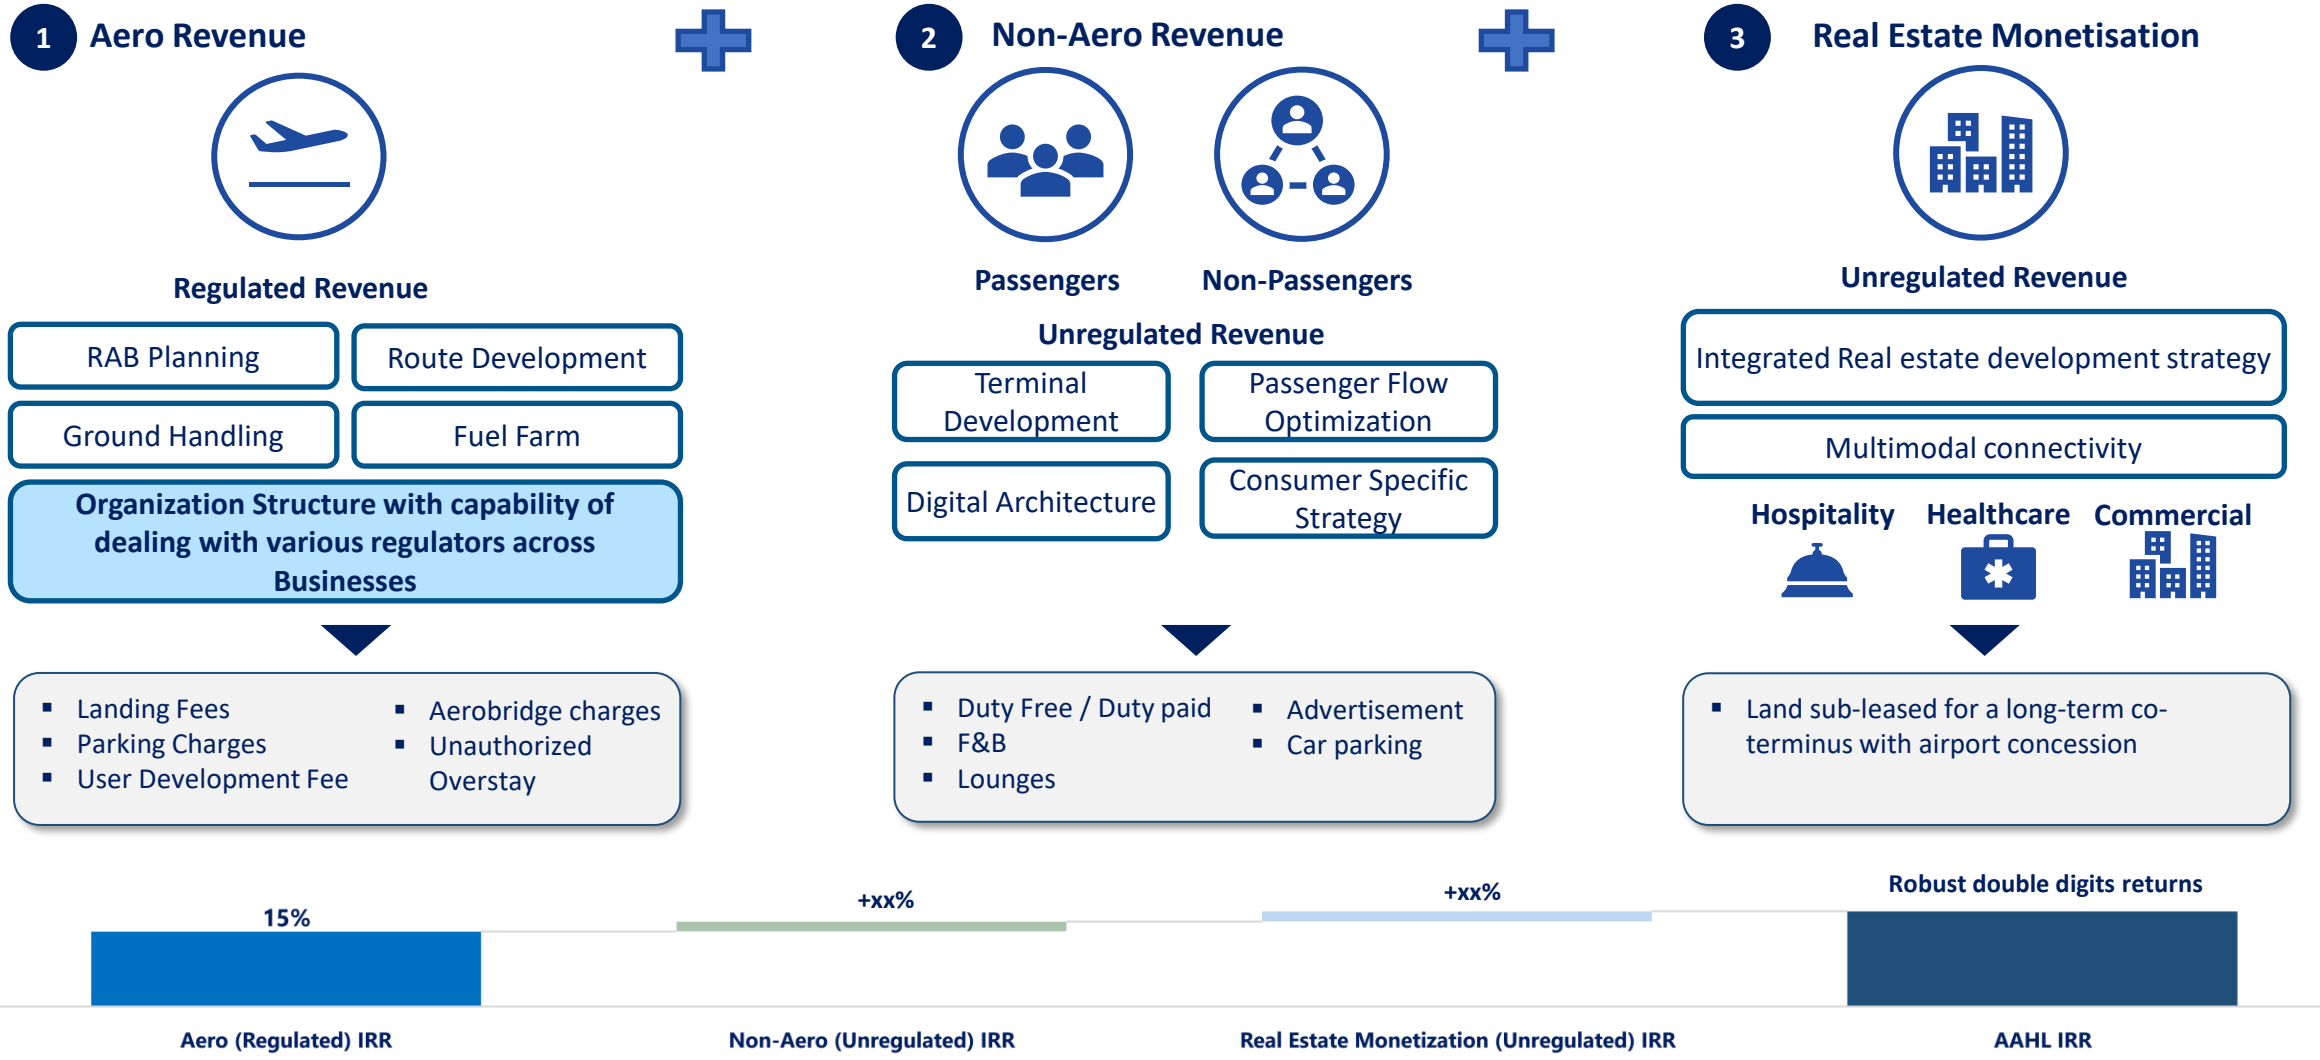 1 Aero Revenue
Regulated Revenue
RAB Planning
Route Development
Ground Handling
Fuel Farm
Organization Structure with capability of
dealing with various regulators across
Businesses
▪ Landing Fees
▪ Parking Charges
▪ User Development Fee
▪ Aerobridge charges
▪ Unauthorized
Overstay
2 Non-Aero Revenue
Passengers
Non-Passengers
Unregulated Revenue
Terminal
Development
Passenger Flow
Optimization
Digital Architecture
Consumer Specific
Strategy
▪ Duty Free / Duty paid
▪ F&B
▪ Lounges
▪ Advertisement
▪ Car parking
3 Real Estate Monetisation
Unregulated Revenue
Integrated Real estate development strategy
Multimodal connectivity
Hospitality
Healthcare
Commercial
▪ Land sub-leased for a long-term co-
terminus with airport concession
15%
+xx%
+xx%
Robust double digits returns
Aero (Regulated) IRR
Non-Aero (Unregulated) IRR
Real Estate Monetization (Unregulated) IRR
AAHL IRR